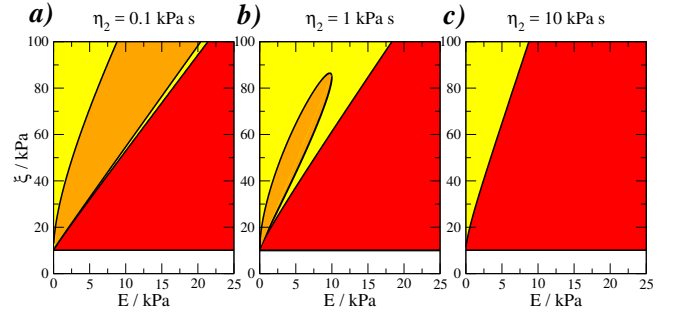 a) η₂ = 0.1 kPa s b) η₂ = 1 kPa s c) η₂ = 10 kPa s
100 100 100
80 80 80
60 60 60
40 40 40
20 20 20
0 0 0
ξ / kPa
0 5 10 15 20 25 0 5 10 15 20 25 0 5 10 15 20 25
E / kPa E / kPa E / kPa